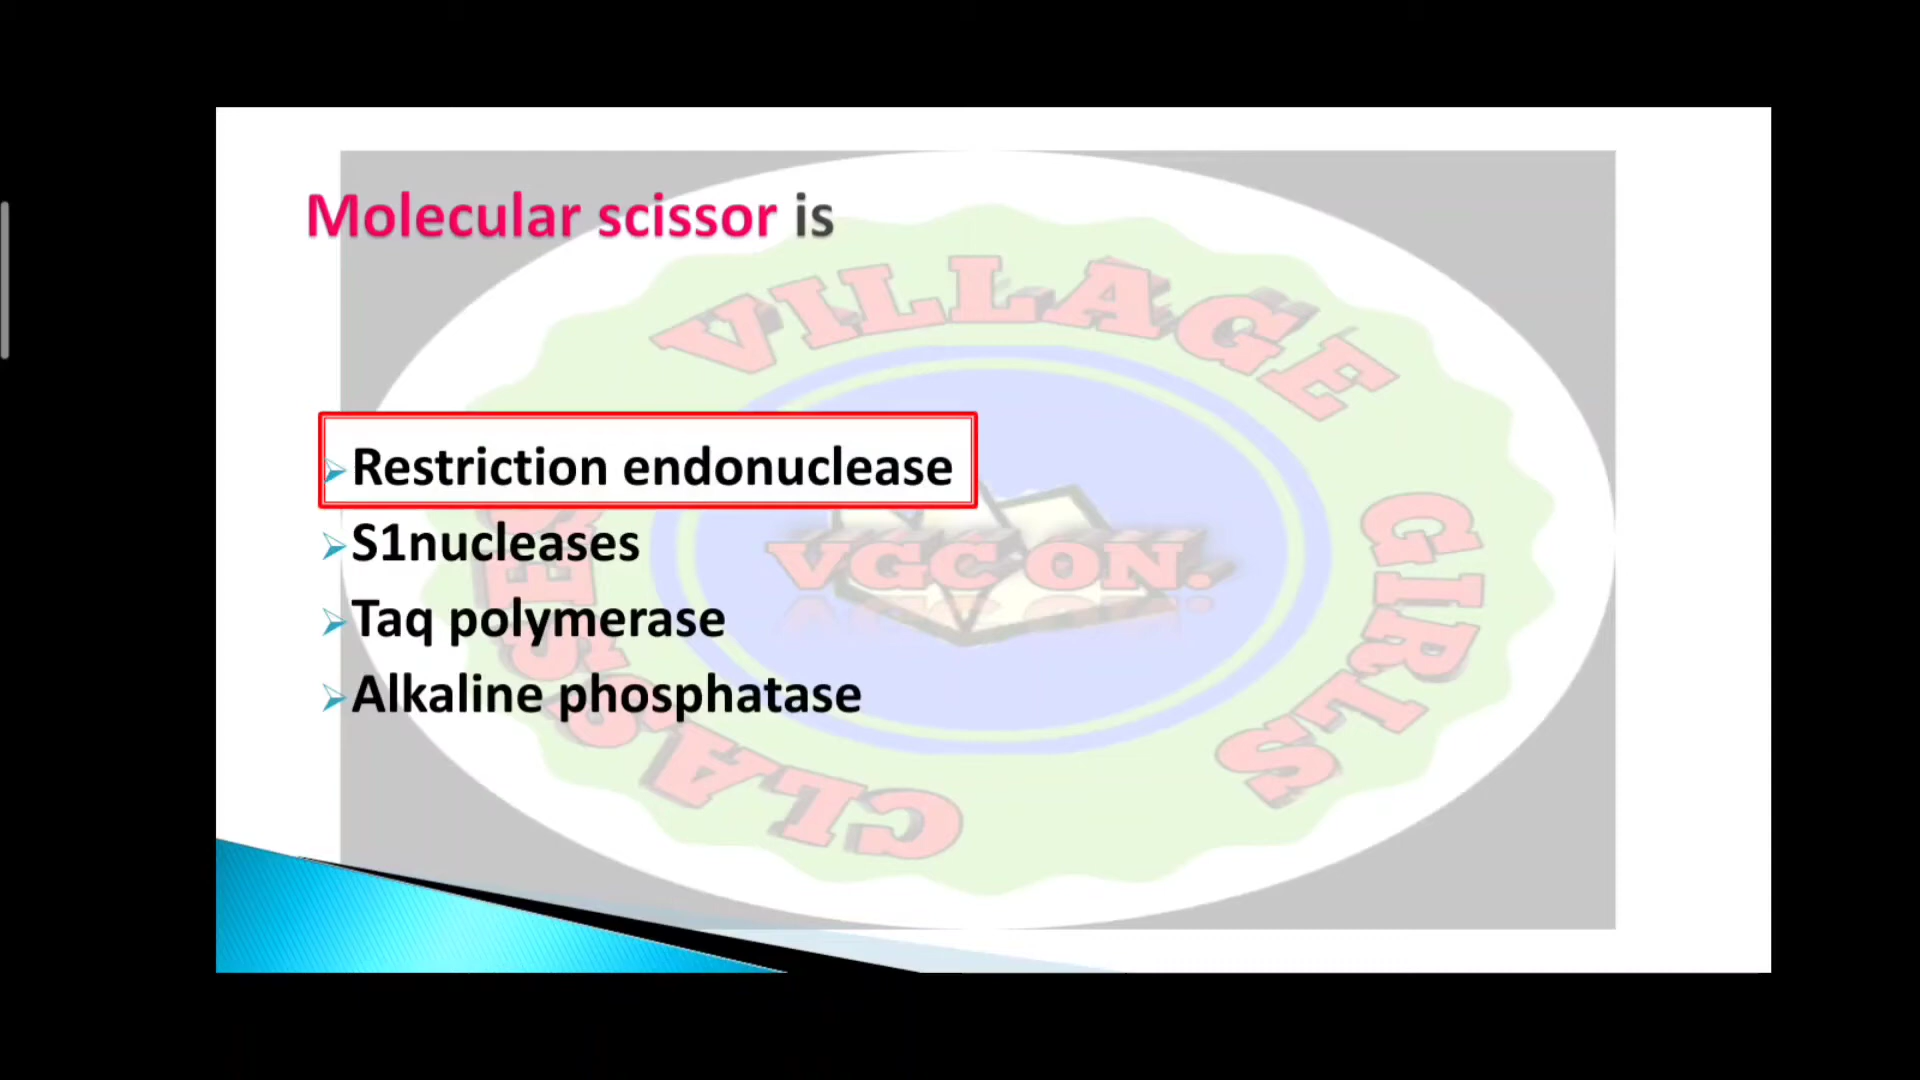 Molecular scissor is
Restriction endonuclease
S1nucleases
Taq polymerase
Alkaline phosphatase
VILLAGE
GIRLS
CLASSES
VGC ON.